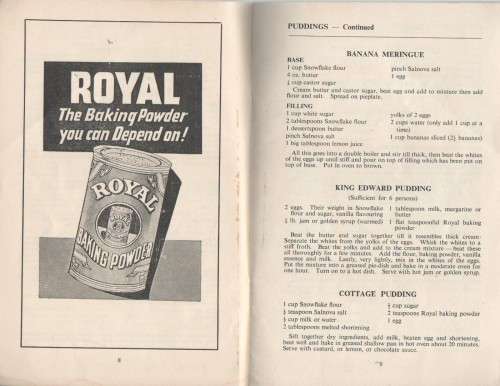 ROYAL
The Baking Powder
you can Depend on!
ROYAL
BAKING POWDER
8
PUDDINGS — Continued
BANANA MERINGUE
BASE
1 cup Snowflake flour
4 oz. butter
pinch Salnova salt
1 egg
cup castor sugar
Cream butter and castor sugar, beat egg and add to mixture then add
flour and salt. Spread on pieplate.
FILLING
1 cup white sugar
2 tablespoons Snowflake flour
1 dessertspoon butter
pinch Salnova salt
1 big tablespoon lemon juice
yolks of 2 eggs
2 cups water (only add 1 cup at a
time)
1 cup bananas sliced (2) bananas)
All this goes into a double boiler and stir till thick, then beat the whites
of the eggs up until stiff and pour on top of filling which has been put on
top of base. Put in oven to brown.
KING EDWARD PUDDING
(Sufficient for 6 persons)
2 eggs. Their weight in Snowflake
flour and sugar, vanilla flavouring
lb. jam or golden syrup (warmed)
1 tablespoon milk, margarine or
butter
1 flat teaspoonful Royal baking
powder
Beat the butter and sugar together till it resembles thick cream.
Separate the whites from the yolks of the eggs. Whisk the whites to a
stiff froth. Beat the yolks and add to the cream mixture—beat these
all thoroughly for a few minutes. Add the flour, baking powder, vanilla
essence and milk. Lastly, very lightly, mix in the whites of the eggs.
Put the mixture into a greased pie-dish and bake in a moderate oven for
one hour. Turn on to a hot dish. Serve with hot jam or golden syrup.
COTTAGE PUDDING
1 cup Snowflake flour
teaspoon Salnova salt
cup milk or water
2 tablespoons melted shortening
cup sugar
2 teaspoons Royal baking powder
1 egg
Sift together dry ingredients, add milk, beaten egg and shortening,
beat well and bake in greased shallow pan in hot oven about 20 minutes.
Serve with custard, or lemon, or chocolate sauce.
9